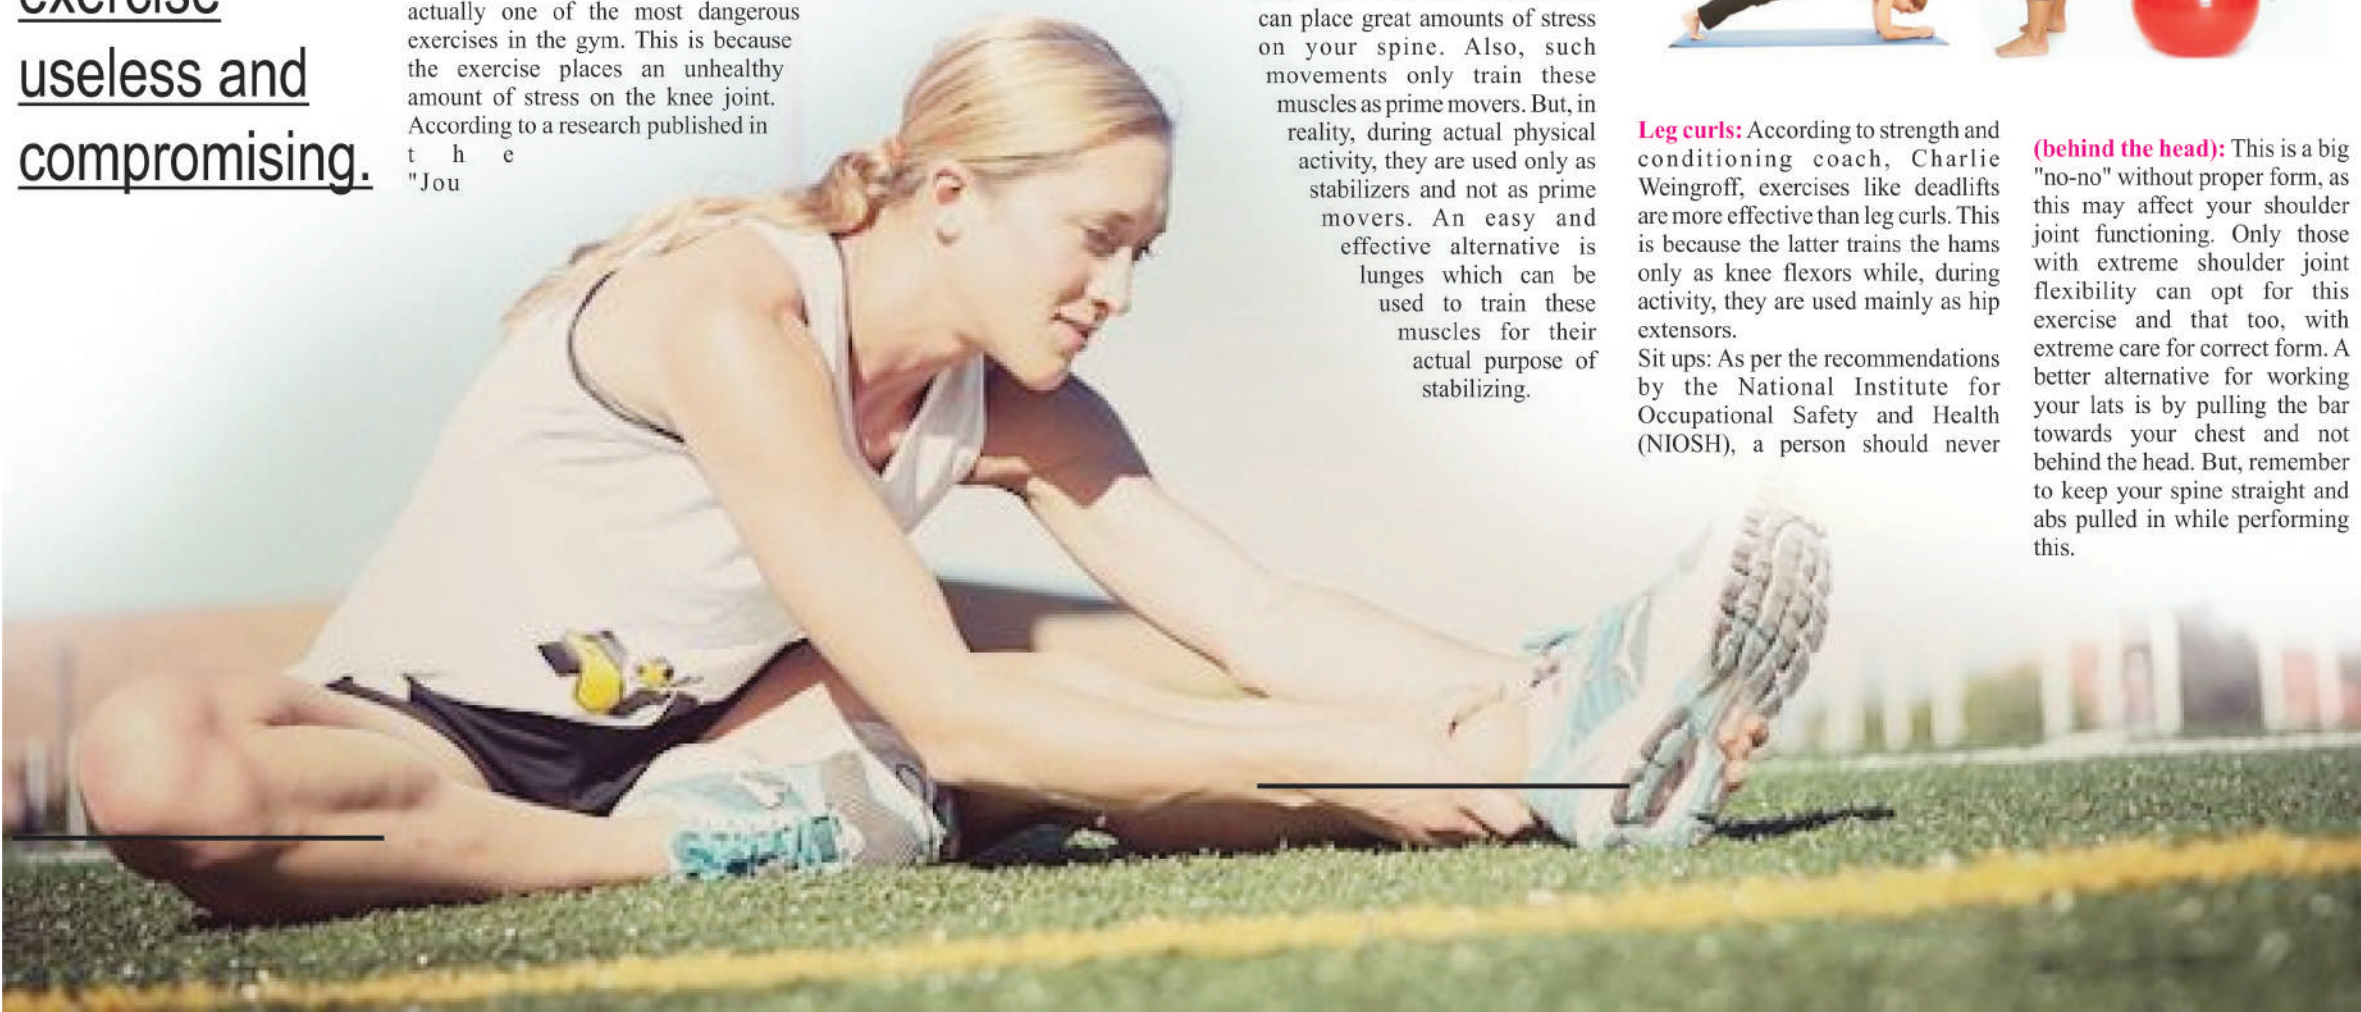 useless and
compromising.
actually one of the most dangerous
exercises in the gym. This is because
the exercise places an unhealthy
amount of stress on the knee joint.
According to a research published in
t h e
"Jou
can place great amounts of stress
on your spine. Also, such
movements only train these
muscles as prime movers. But, in
reality, during actual physical
activity, they are used only as
stabilizers and not as prime
movers. An easy and
effective alternative is
lunges which can be
used to train these
muscles for their
actual purpose of
stabilizing.
Leg curls: According to strength and
conditioning coach, Charlie
Weingroff, exercises like deadlifts
are more effective than leg curls. This
is because the latter trains the hams
only as knee flexors while, during
activity, they are used mainly as hip
extensors.
Sit ups: As per the recommendations
by the National Institute for
Occupational Safety and Health
(NIOSH), a person should never
(behind the head): This is a big
"no-no" without proper form, as
this may affect your shoulder
joint functioning. Only those
with extreme shoulder joint
flexibility can opt for this
exercise and that too, with
extreme care for correct form. A
better alternative for working
your lats is by pulling the bar
towards your chest and not
behind the head. But, remember
to keep your spine straight and
abs pulled in while performing
this.